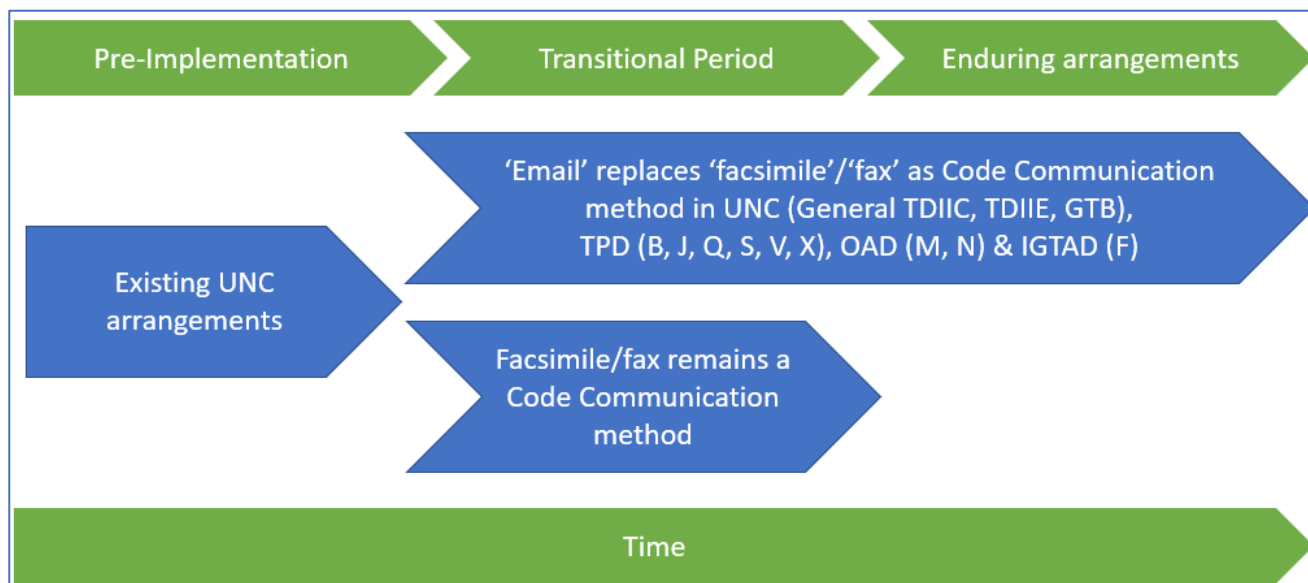 Pre-Implementation
Transitional Period
Enduring arrangements
‘Email’ replaces ‘facsimile’/‘fax’ as Code Communication
method in UNC (General TDIIC, TDIIE, GTB),
TPD (B, J, Q, S, V, X), OAD (M, N) & IGTAD (F)
Existing UNC
arrangements
Facsimile/fax remains a
Code Communication
method
Time